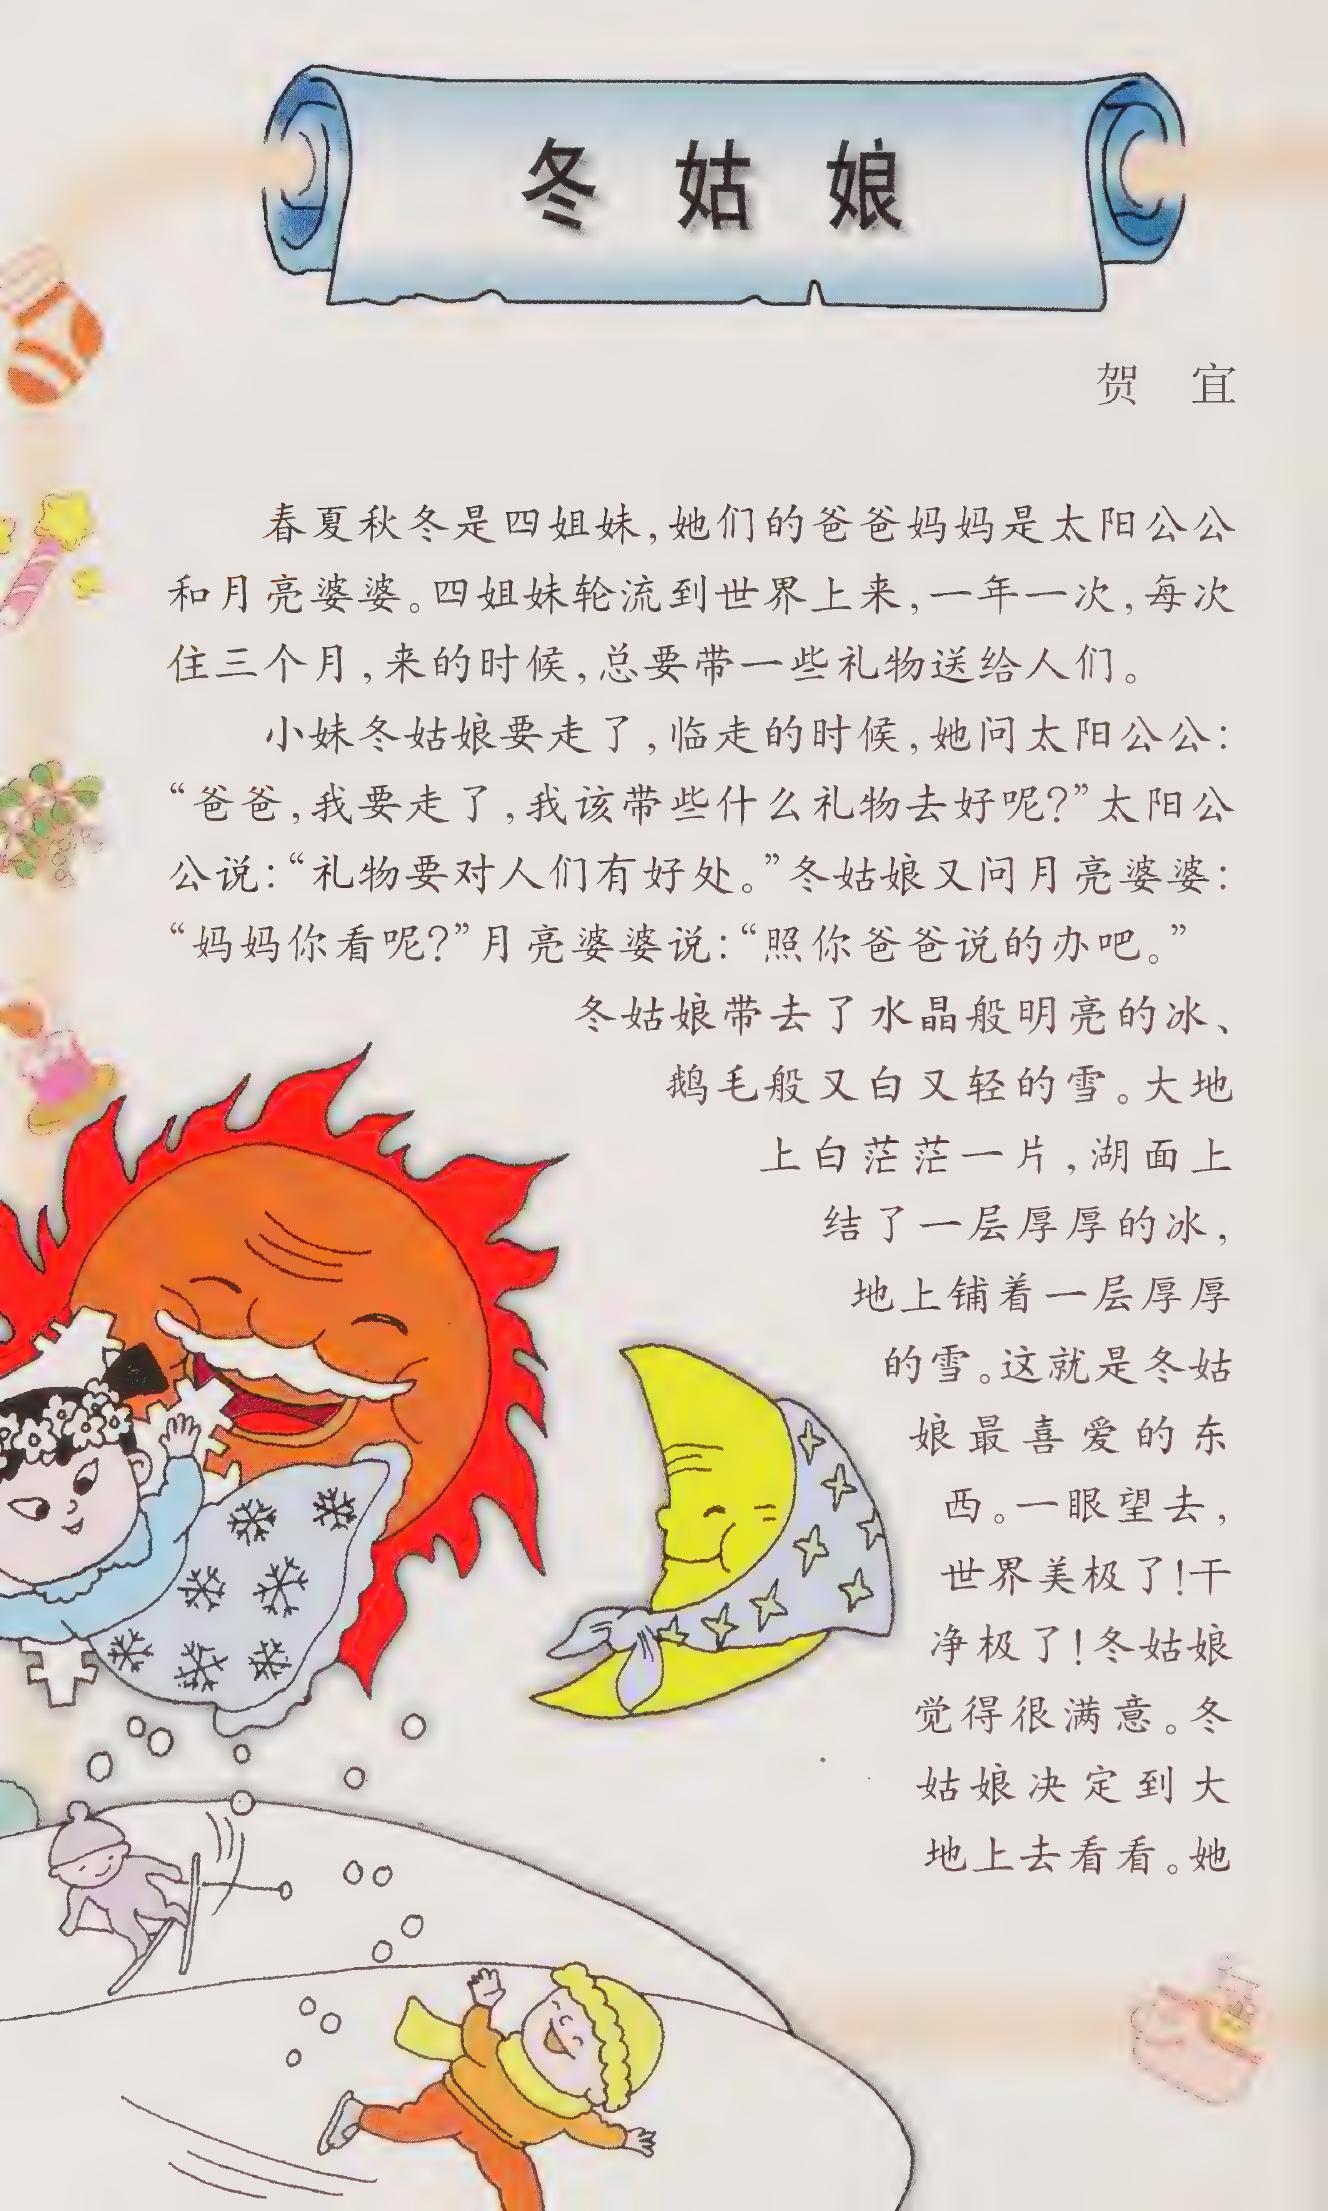 冬姑娘
贺宜
春夏秋冬是四姐妹,她们的爸爸妈妈是太阳公公
和月亮婆婆。四姐妹轮流到世界上来,一年一次,每次
住三个月,来的时候,总要带一些礼物送给人们。
小妹冬姑娘要走了,临走的时候,她问太阳公公:
“爸爸,我要走了,我该带些什么礼物去好呢?”太阳公
公说:“礼物要对人们有好处。”冬姑娘又问月亮婆婆:
“妈妈你看呢?”月亮婆婆说:“照你爸爸说的办吧。”
冬姑娘带去了水晶般明亮的冰、
鹅毛般又白又轻的雪。大地
上白茫茫一片,湖面上
结了一层厚厚的冰,
地上铺着一层厚厚
的雪。这就是冬姑
娘最喜爱的东
西。一眼望去,
世界美极了!干
净极了!冬姑娘
觉得很满意。冬
姑娘决定到大
地上去看看。她